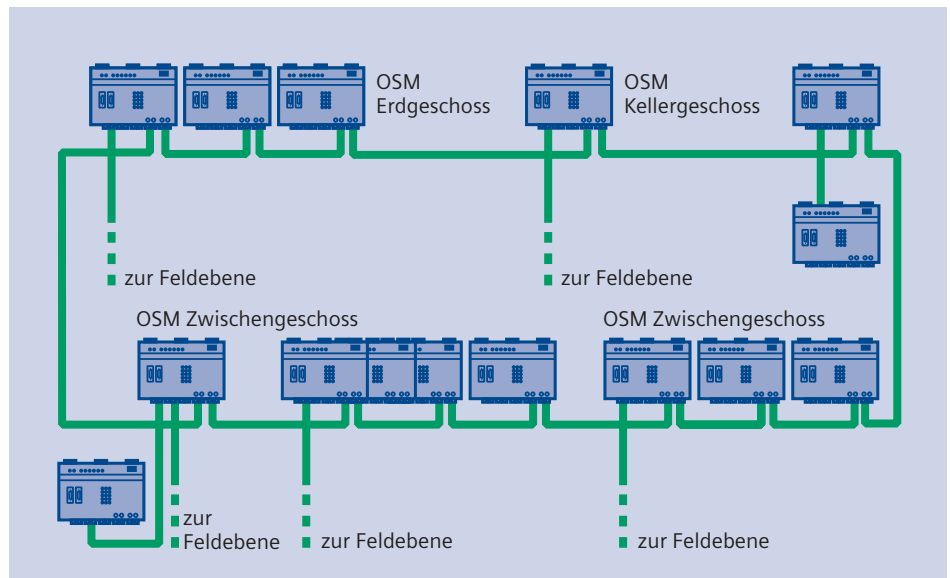 OSM
Erdgeschoss
OSM
Kellergeschoss
zur Feldebene
zur Feldebene
OSM Zwischengeschoss
OSM Zwischengeschoss
zur
Feldebene
zur Feldebene
zur Feldebene